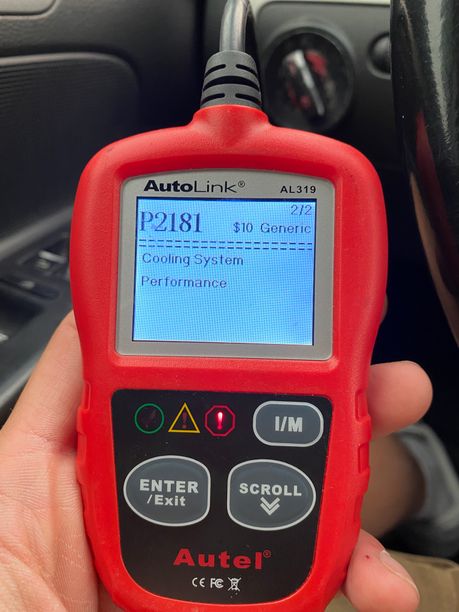 AutoLink® AL319
2/2
P2181 $10 Generic
Cooling System
Performance
I/M
ENTER
/Exit
SCROLL
Autel®
CE FC